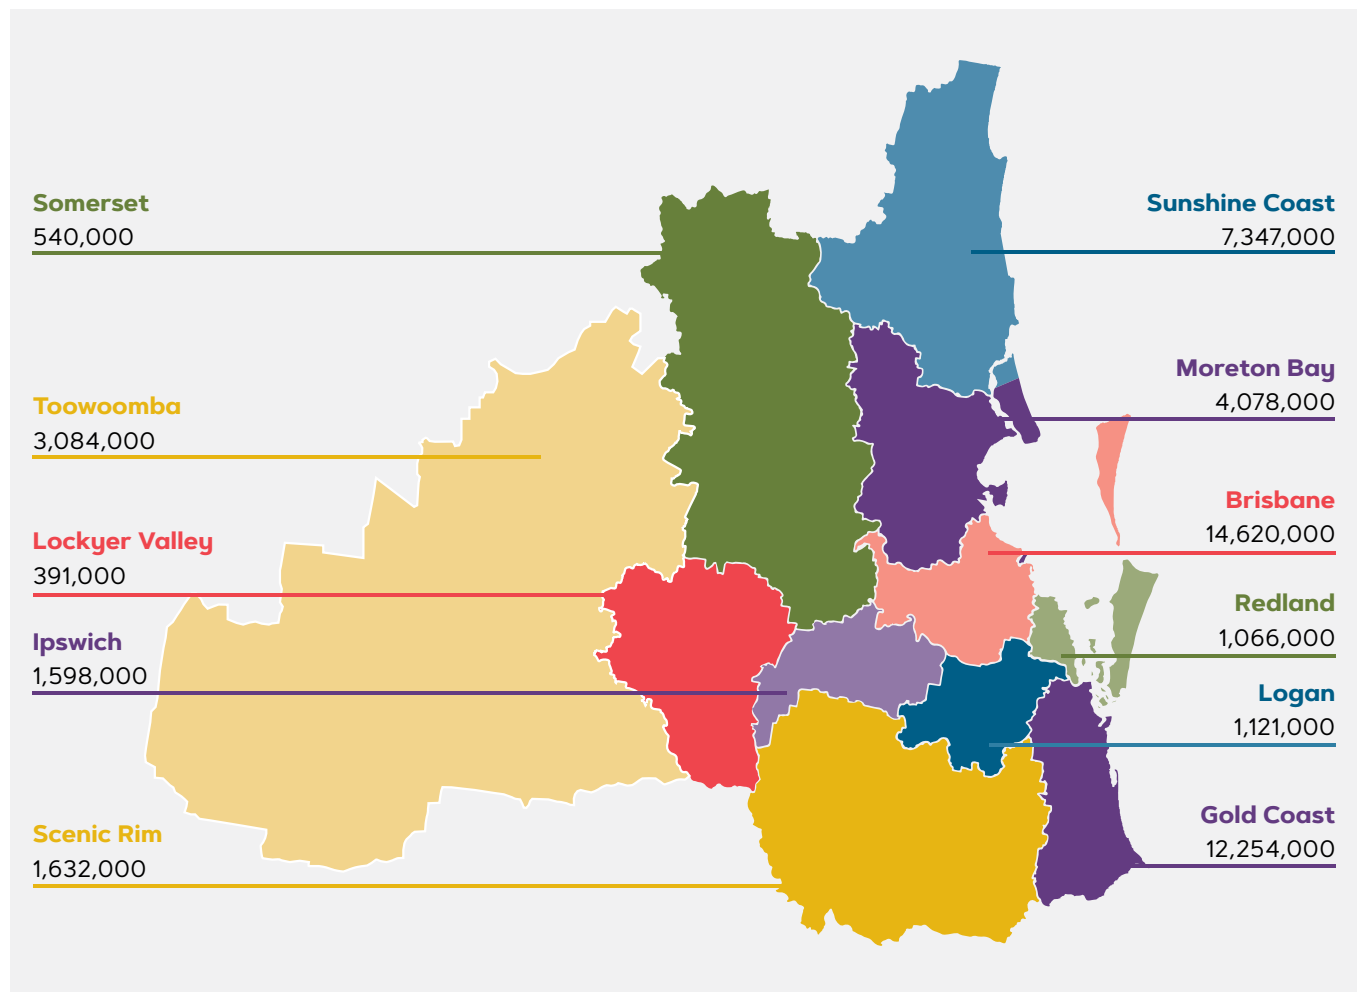 Somerset
540,000
Toowoomba
3,084,000
Lockyer Valley
391,000
Ipswich
1,598,000
Scenic Rim
1,632,000
Sunshine Coast
7,347,000
Moreton Bay
4,078,000
Brisbane
14,620,000
Redland
1,066,000
Logan
1,121,000
Gold Coast
12,254,000